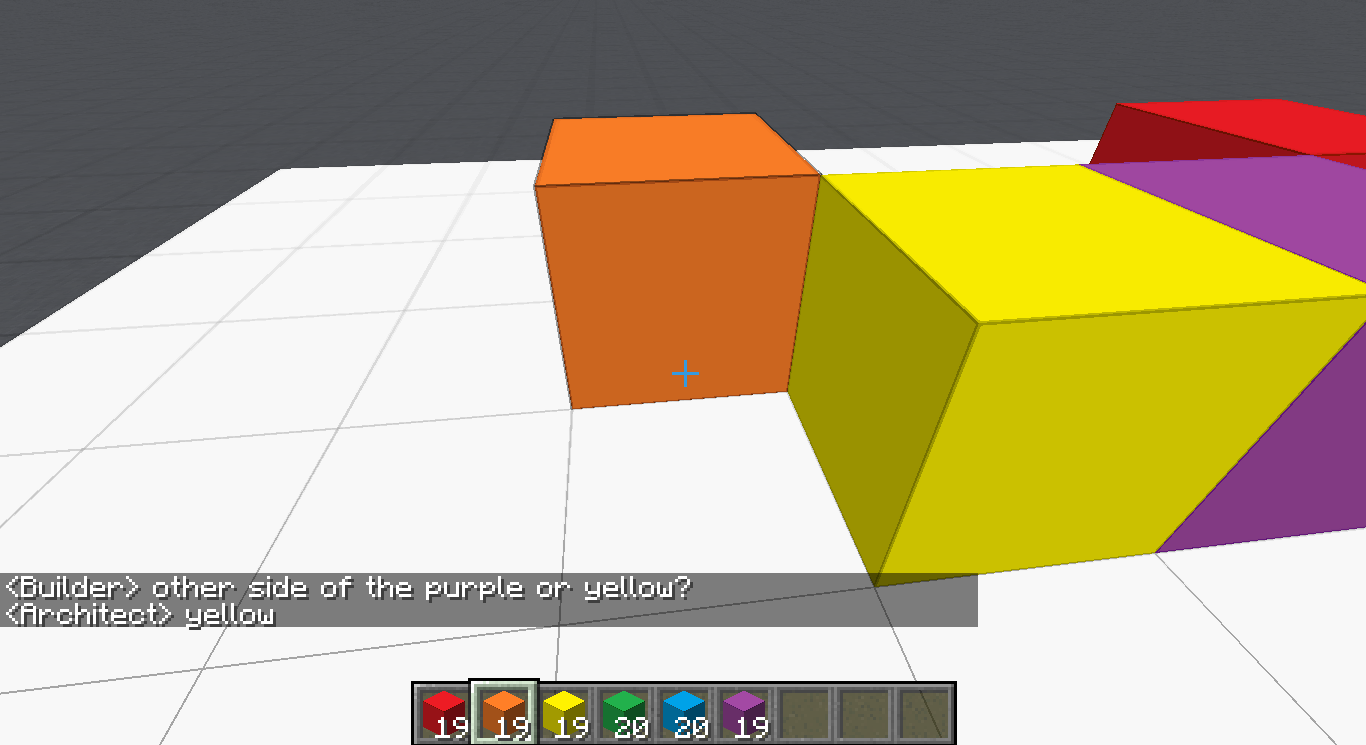 <Builder> other side of the purple or yellow?
<Architect> yellow
19 19 19 20 20 19